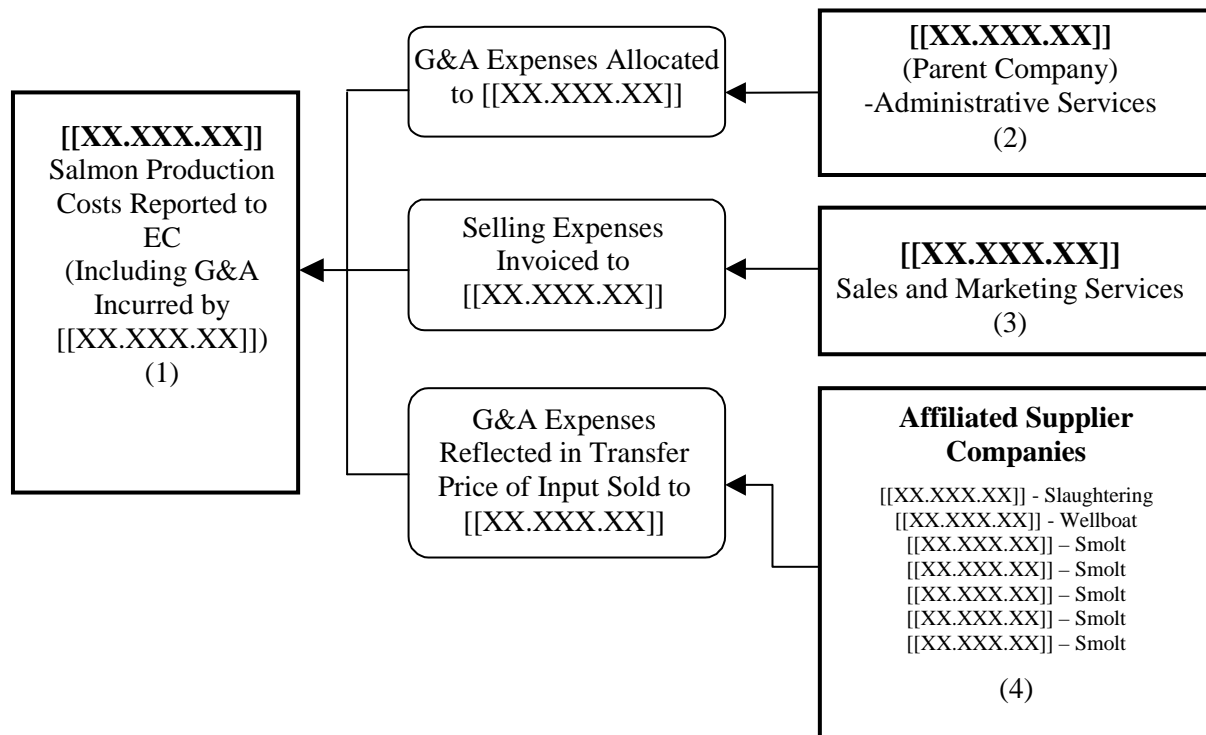 [[XX.XXX.XX]]
Salmon Production
Costs Reported to
EC
(Including G&A
Incurred by
[[XX.XXX.XX]])
(1)
G&A Expenses Allocated
to [[XX.XXX.XX]]
Selling Expenses
Invoiced to
[[XX.XXX.XX]]
G&A Expenses
Reflected in Transfer
Price of Input Sold to
[[XX.XXX.XX]]
[[XX.XXX.XX]]
(Parent Company)
-Administrative Services
(2)
[[XX.XXX.XX]]
Sales and Marketing Services
(3)
Affiliated Supplier
Companies
[[XX.XXX.XX]] - Slaughtering
[[XX.XXX.XX]] - Wellboat
[[XX.XXX.XX]] – Smolt
[[XX.XXX.XX]] – Smolt
[[XX.XXX.XX]] – Smolt
[[XX.XXX.XX]] – Smolt
[[XX.XXX.XX]] – Smolt
(4)